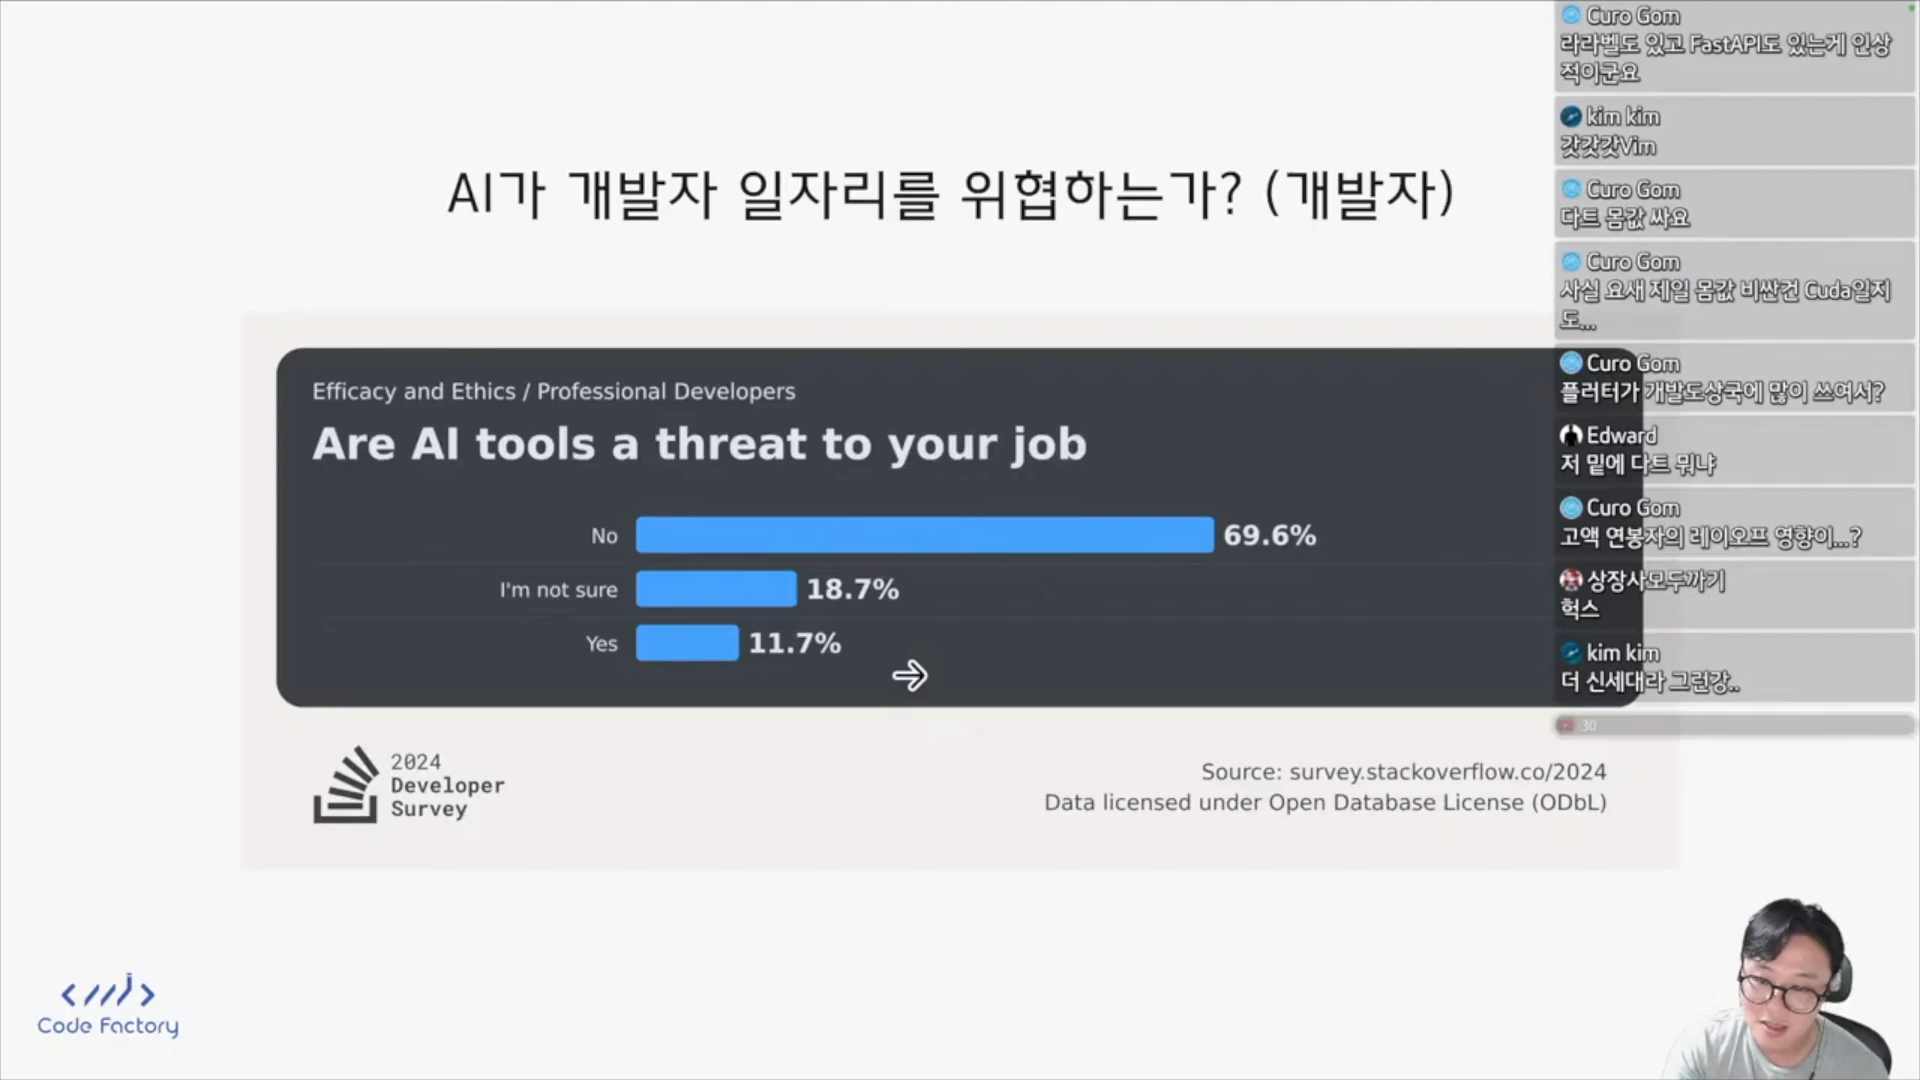 AI가 개발자 일자리를 위협하는가? (개발자)
Efficacy and Ethics / Professional Developers
Are AI tools a threat to your job
No 69.6%
I'm not sure 18.7%
Yes 11.7%
2024
Developer
Survey
Source: survey.stackoverflow.co/2024
Data licensed under Open Database License (ODbL)
Code Factory
Curo Gom
라라벨도 있고 FastAPI도 있는게 인상
적이군요
kim kim
갓갓갓Vim
Curo Gom
다트 몸값 싸요
Curo Gom
사실 요새 제일 몸값 비싼건 Cuda일지
도...
Curo Gom
플러터가 개발도상국에 많이 쓰여서?
Edward
저 밑에 다트 뭐냐
Curo Gom
고액 연봉자의 레이오프 영향이...?
상장사모두까기
헉스
kim kim
더 신세대라 그런강..
30